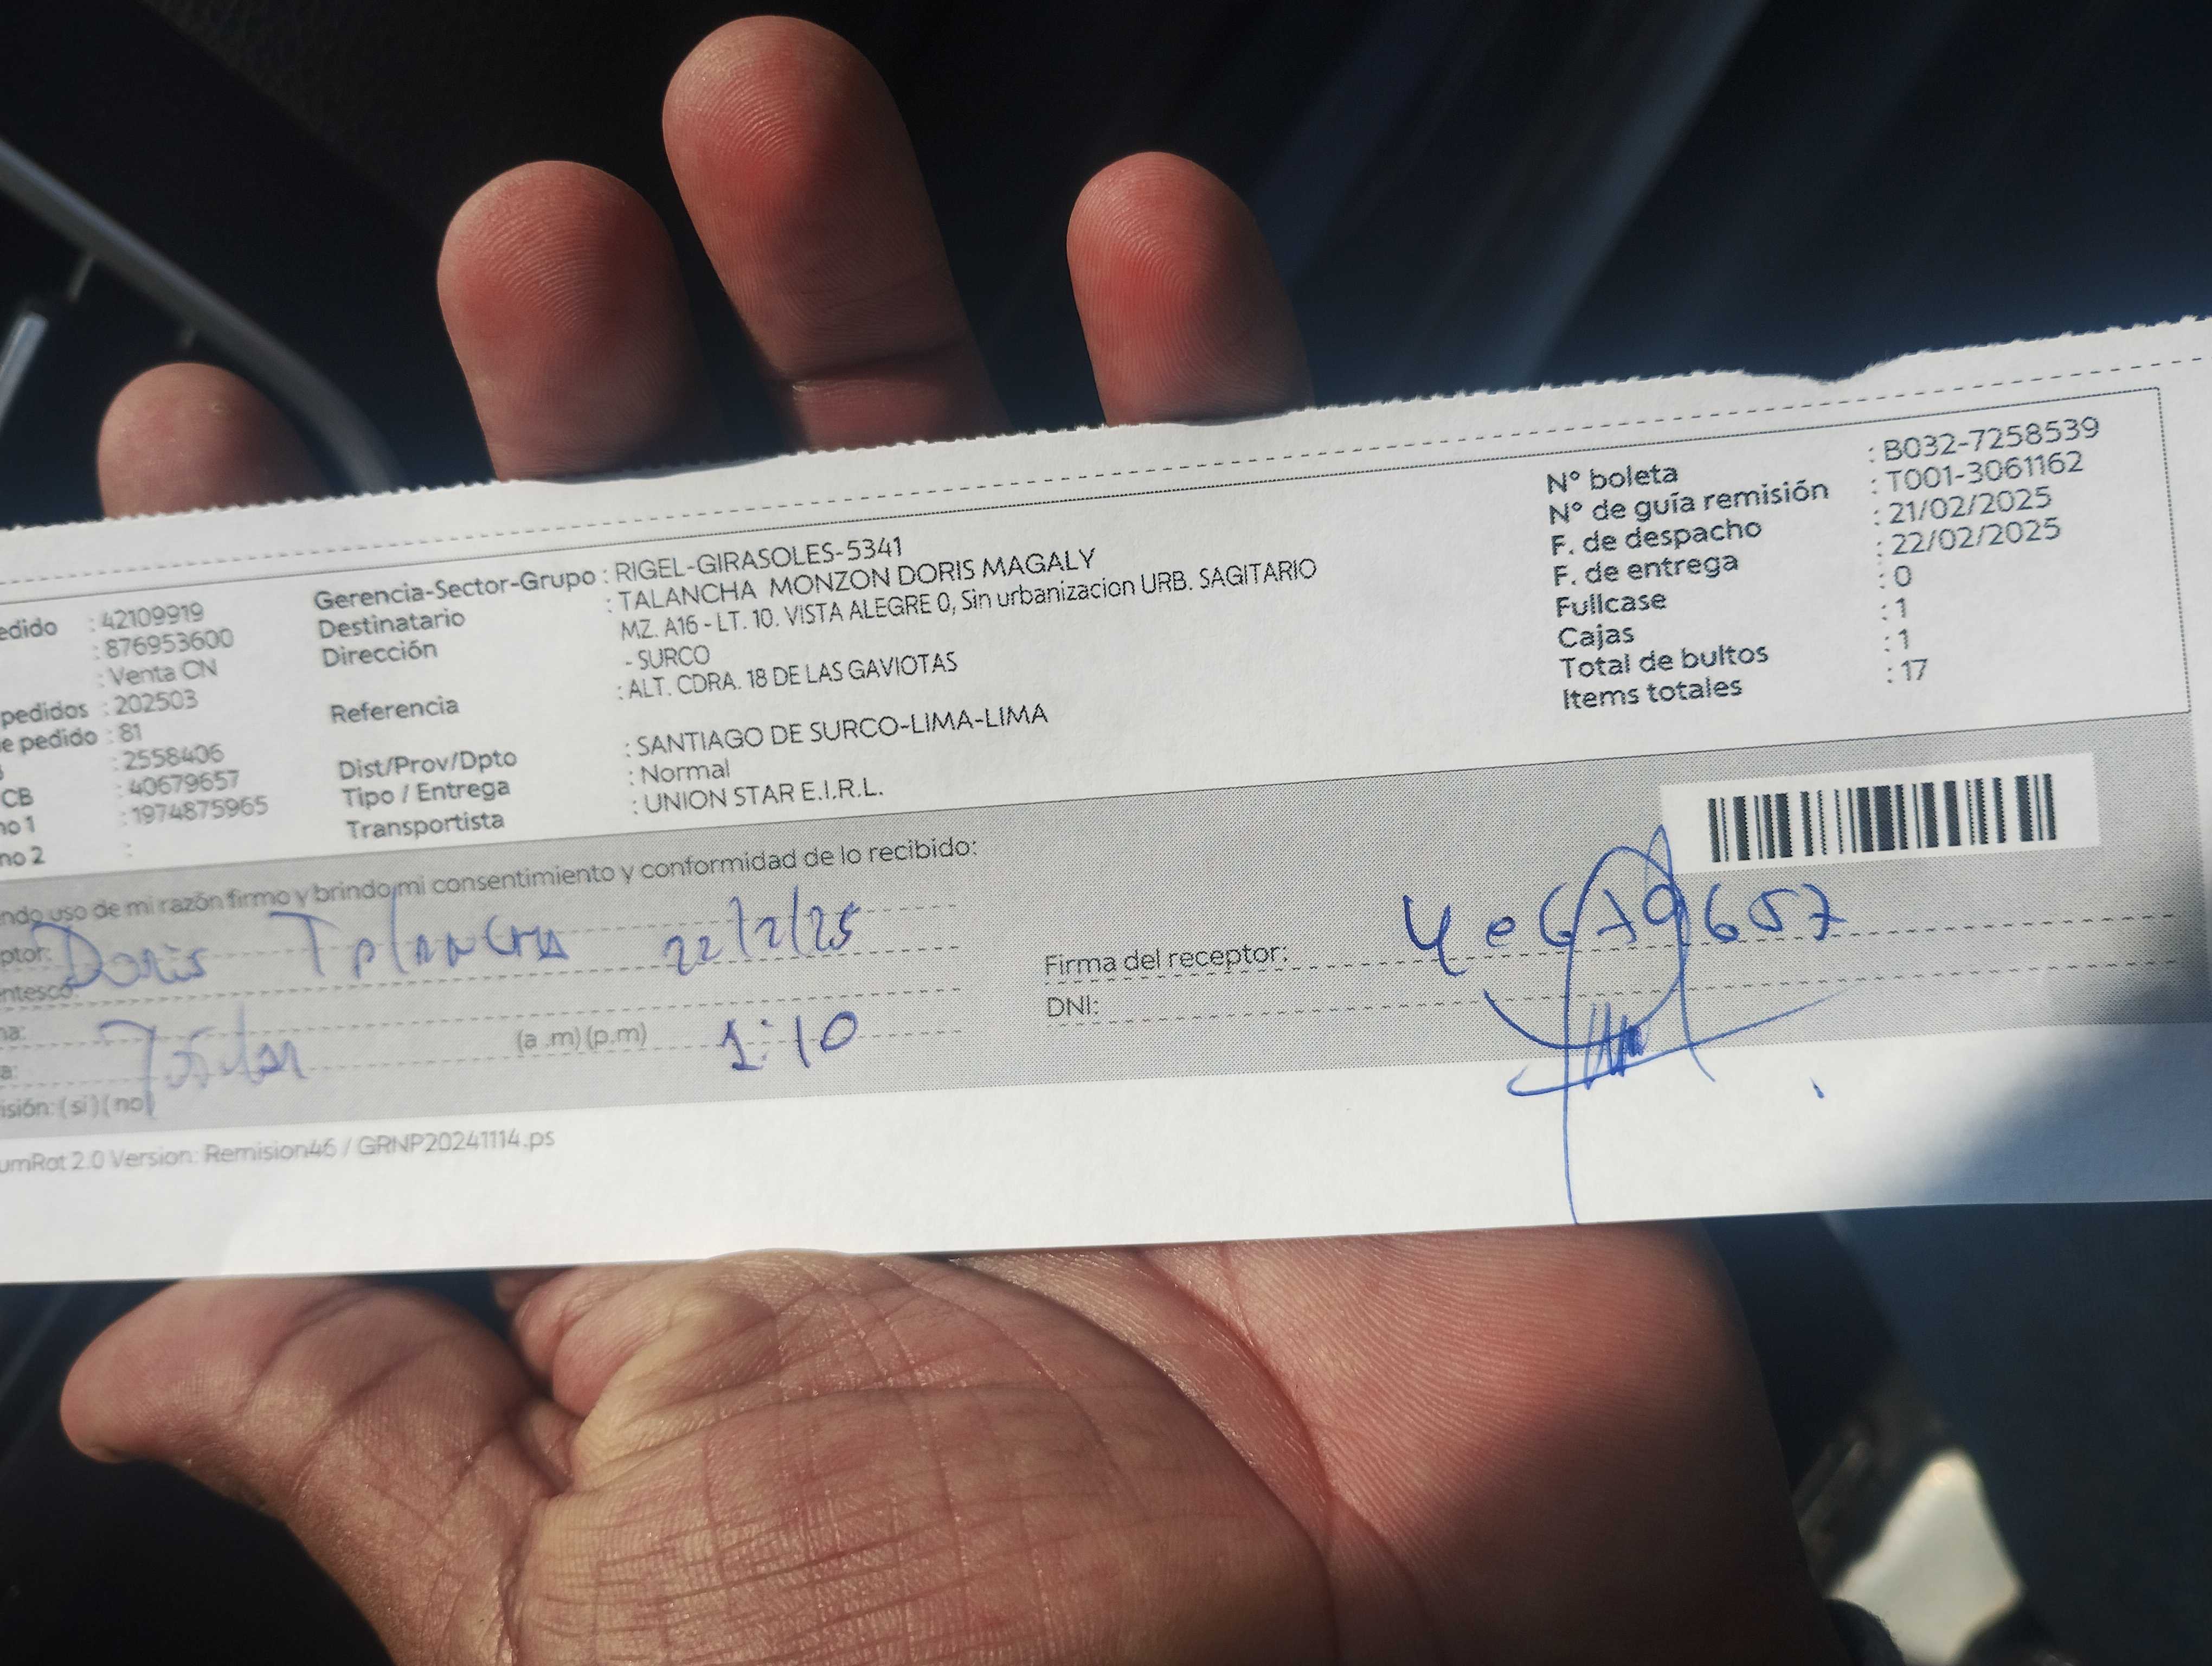 edido : 42109919
: 876953600
: Venta CN
pedidos : 202503
e pedido : 81
: 2558406
CB : 40679657
no 1 : 1974875965
no 2 :
Gerencia-Sector-Grupo : RIGEL-GIRASOLES-5341
Destinatario : TALANCHA MONZON DORIS MAGALY
Dirección MZ. A16 - LT. 10. VISTA ALEGRE 0, Sin urbanizacion URB. SAGITARIO
- SURCO
Referencia : ALT. CDRA. 18 DE LAS GAVIOTAS
Dist/Prov/Dpto : SANTIAGO DE SURCO-LIMA-LIMA
Tipo / Entrega : Normal
Transportista : UNION STAR E.I.R.L.
N° boleta : B032-7258539
N° de guía remisión : T001-3061162
F. de despacho : 21/02/2025
F. de entrega : 22/02/2025
Fullcase : 0
Cajas : 1
Total de bultos : 1
Items totales : 17
ndo uso de mi razón firmo y brindo mi consentimiento y conformidad de lo recibido:
ptor: Doris Talancha 22/2/25
entesco:
na:
a: (a .m) (p.m) 1:10
isión: (si) (no)
Firma del receptor: 40679657
DNI:
umRot 2.0 Version: Remision46 / GRNP20241114.ps